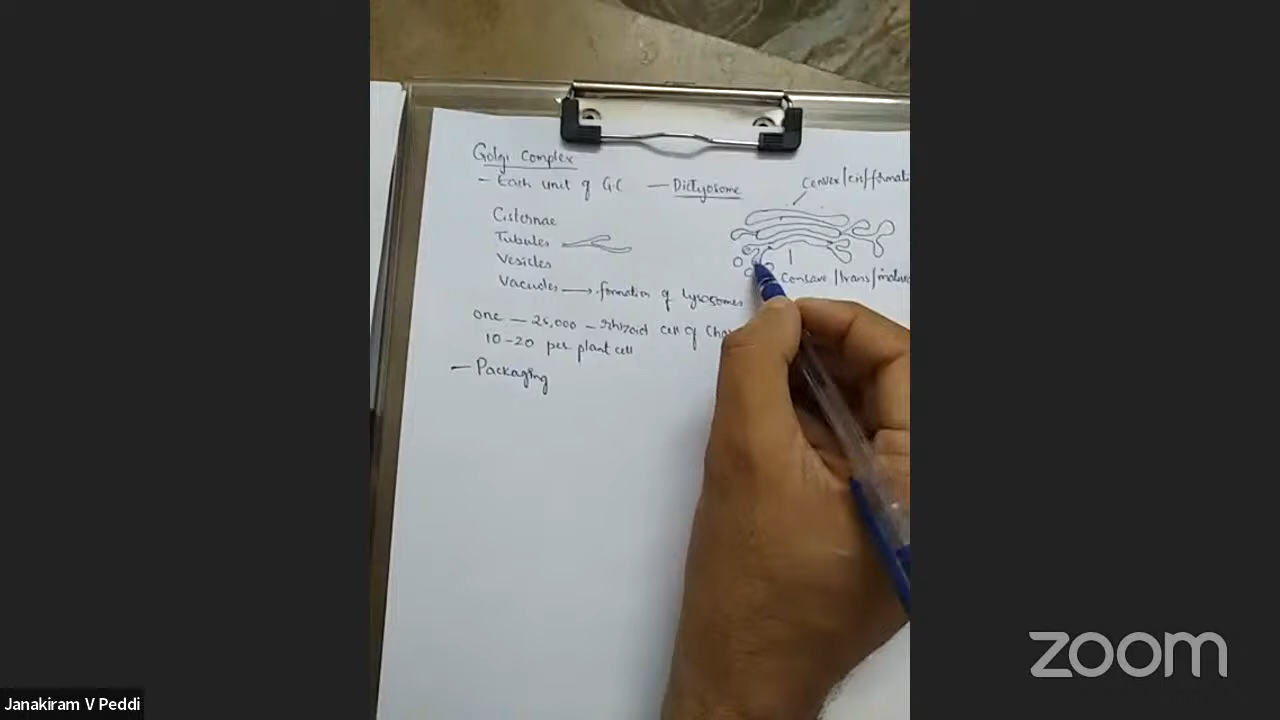 Golgi Complex
- Each unit of G.C — Dictyosome
Convex/cis/formati
Cisternae
Tubules
Vesicles
Concave/trans/matur
Vacuoles → formation of lysosomes
One — 25,000 — rhizoid cell of Cha
10-20 per plant cell
- Packaging
zoom
Janakiram V Peddi